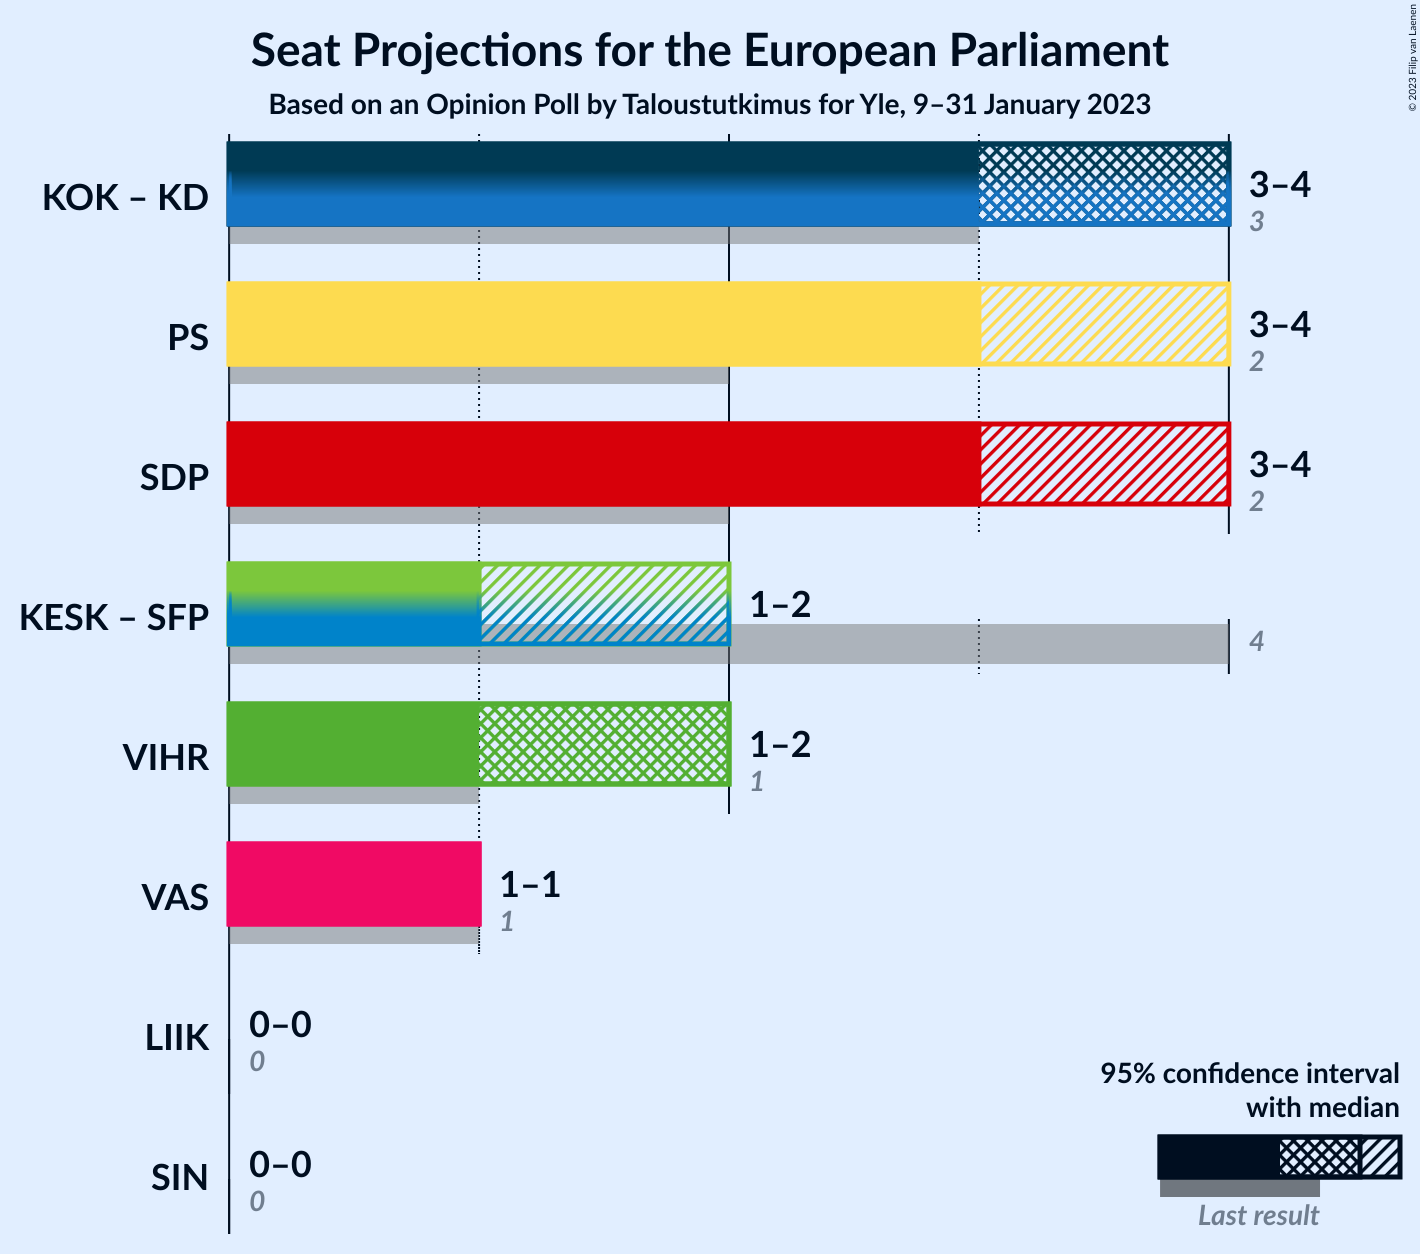 Seat Projections for the European Parliament
Based on an Opinion Poll by Taloustutkimus for Yle, 9–31 January 2023
© 2023 Filip van Laenen
KOK – KD
3–4
3
PS
3–4
2
SDP
3–4
2
KESK – SFP
1–2
4
VIHR
1–2
1
VAS
1–1
1
LIIK
0–0
0
SIN
0–0
0
95% confidence interval
with median
Last result